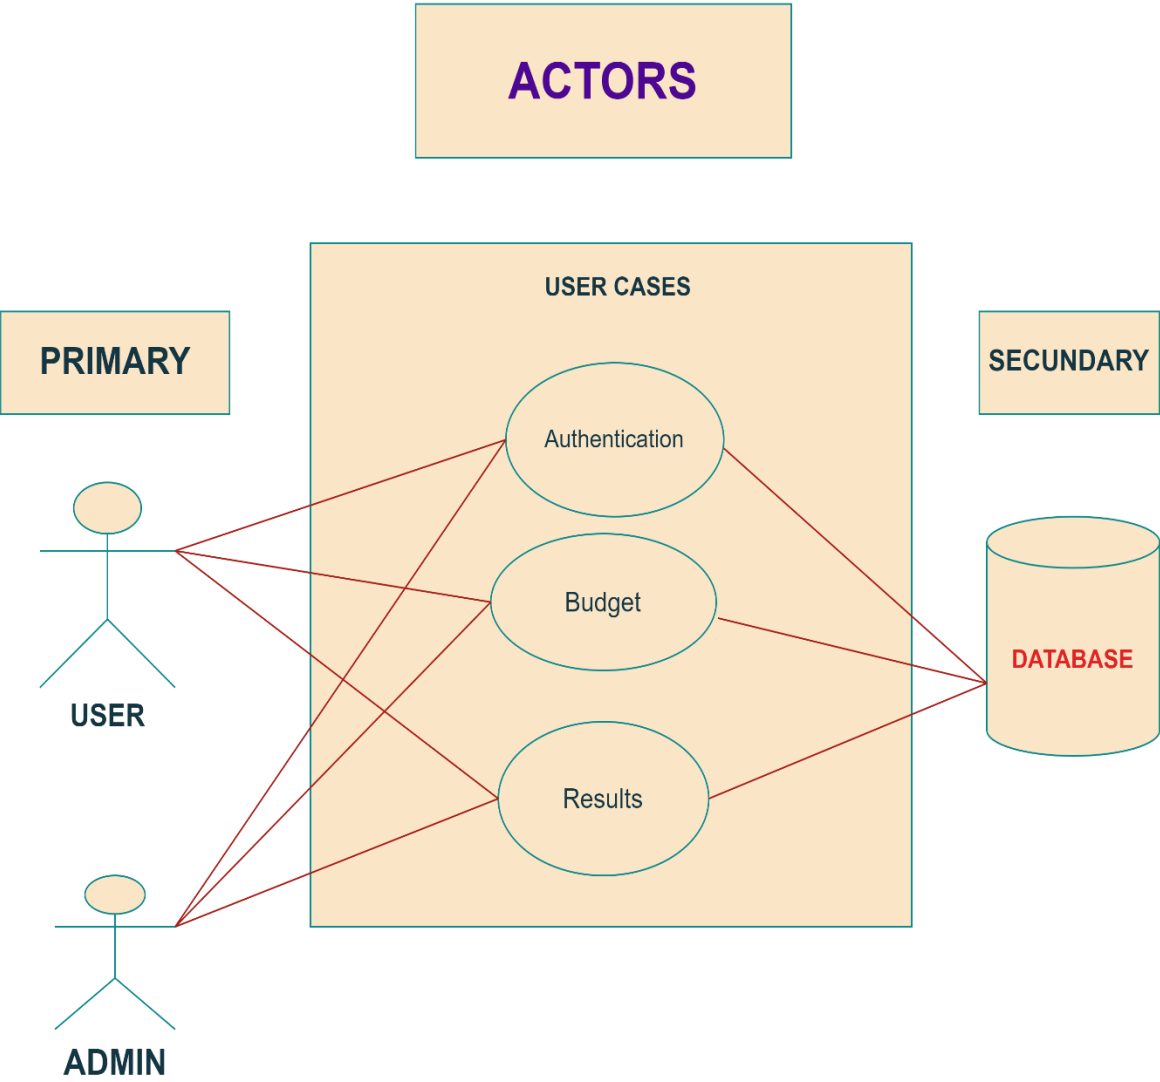 ACTORS
USER CASES
PRIMARY
SECUNDARY
Authentication
Budget
DATABASE
USER
Results
ADMIN